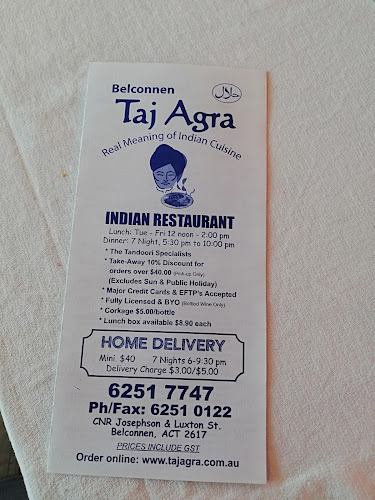 Belconnen
حلال
Taj Agra
Real Meaning of Indian Cuisine
INDIAN RESTAURANT
Lunch: Tue - Fri 12 noon - 2:00 pm
Dinner: 7 Night, 5:30 pm to 10:00 pm
* The Tandoori Specialists
* Take-Away 10% Discount for
orders over $40.00 (Pick-up Only)
(Excludes Sun & Public Holiday)
* Major Credit Cards & EFTP's Accepted
* Fully Licensed & BYO (Bottled Wine Only)
* Corkage $5.00/bottle
* Lunch box available $8.90 each
HOME DELIVERY
Mini. $40 7 Nights 6-9:30 pm
Delivery Charge $3.00/$5.00
6251 7747
Ph/Fax: 6251 0122
CNR Josephson & Luxton St.
Belconnen, ACT 2617
PRICES INCLUDE GST
Order online: www.tajagra.com.au